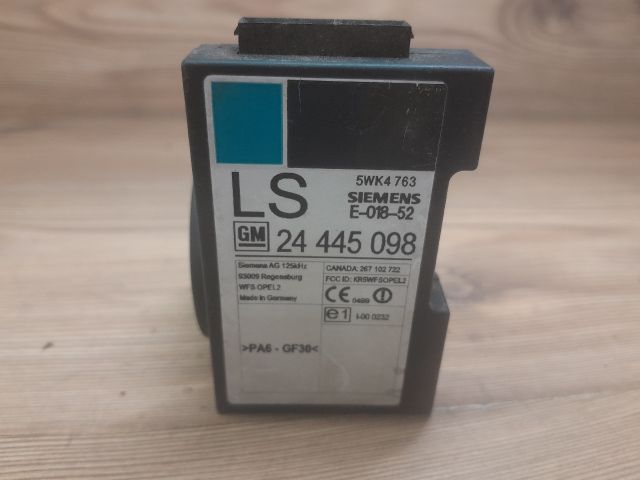 5WK4 763
LS SIEMENS
E-018-52
GM 24 445 098
Siemens AG 125kHz
93009 Regensburg
WFS OPEL2
Made in Germany
CANADA: 267 102 722
FCC ID: KR5WFSOPEL2
CE 0499
e1 I-00 0232
>PA6 - GF30<